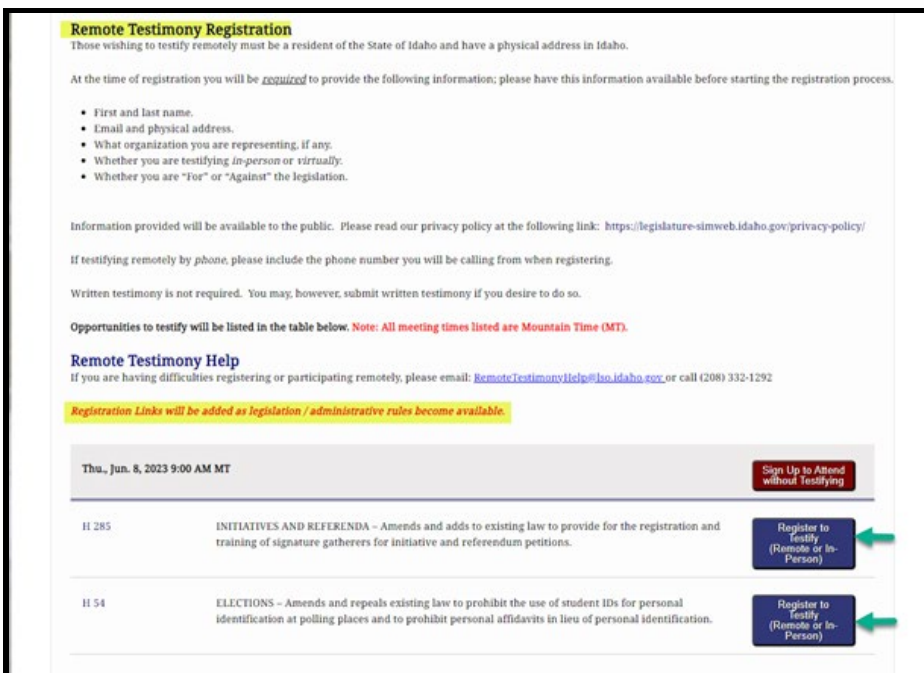 Remote Testimony Registration
Those wishing to testify remotely must be a resident of the State of Idaho and have a physical address in Idaho.
At the time of registration you will be required to provide the following information; please have this information available before starting the registration process.
• First and last name.
• Email and physical address.
• What organization you are representing, if any.
• Whether you are testifying in-person or virtually.
• Whether you are "For" or "Against" the legislation.
Information provided will be available to the public. Please read our privacy policy at the following link: https://legislature-simweb.idaho.gov/privacy-policy/
If testifying remotely by phone, please include the phone number you will be calling from when registering.
Written testimony is not required. You may, however, submit written testimony if you desire to do so.
Opportunities to testify will be listed in the table below. Note: All meeting times listed are Mountain Time (MT).
Remote Testimony Help
If you are having difficulties registering or participating remotely, please email: RemoteTestimonyHelp@lso.idaho.gov or call (208) 332-1292
Registration Links will be added as legislation / administrative rules become available.
Thu., Jun. 8, 2023 9:00 AM MT
Sign Up to Attend
without Testifying
H 285
INITIATIVES AND REFERENDA – Amends and adds to existing law to provide for the registration and
training of signature gatherers for initiative and referendum petitions.
Register to
Testify
(Remote or In-
Person)
H 54
ELECTIONS – Amends and repeals existing law to prohibit the use of student IDs for personal
identification at polling places and to prohibit personal affidavits in lieu of personal identification.
Register to
Testify
(Remote or In-
Person)